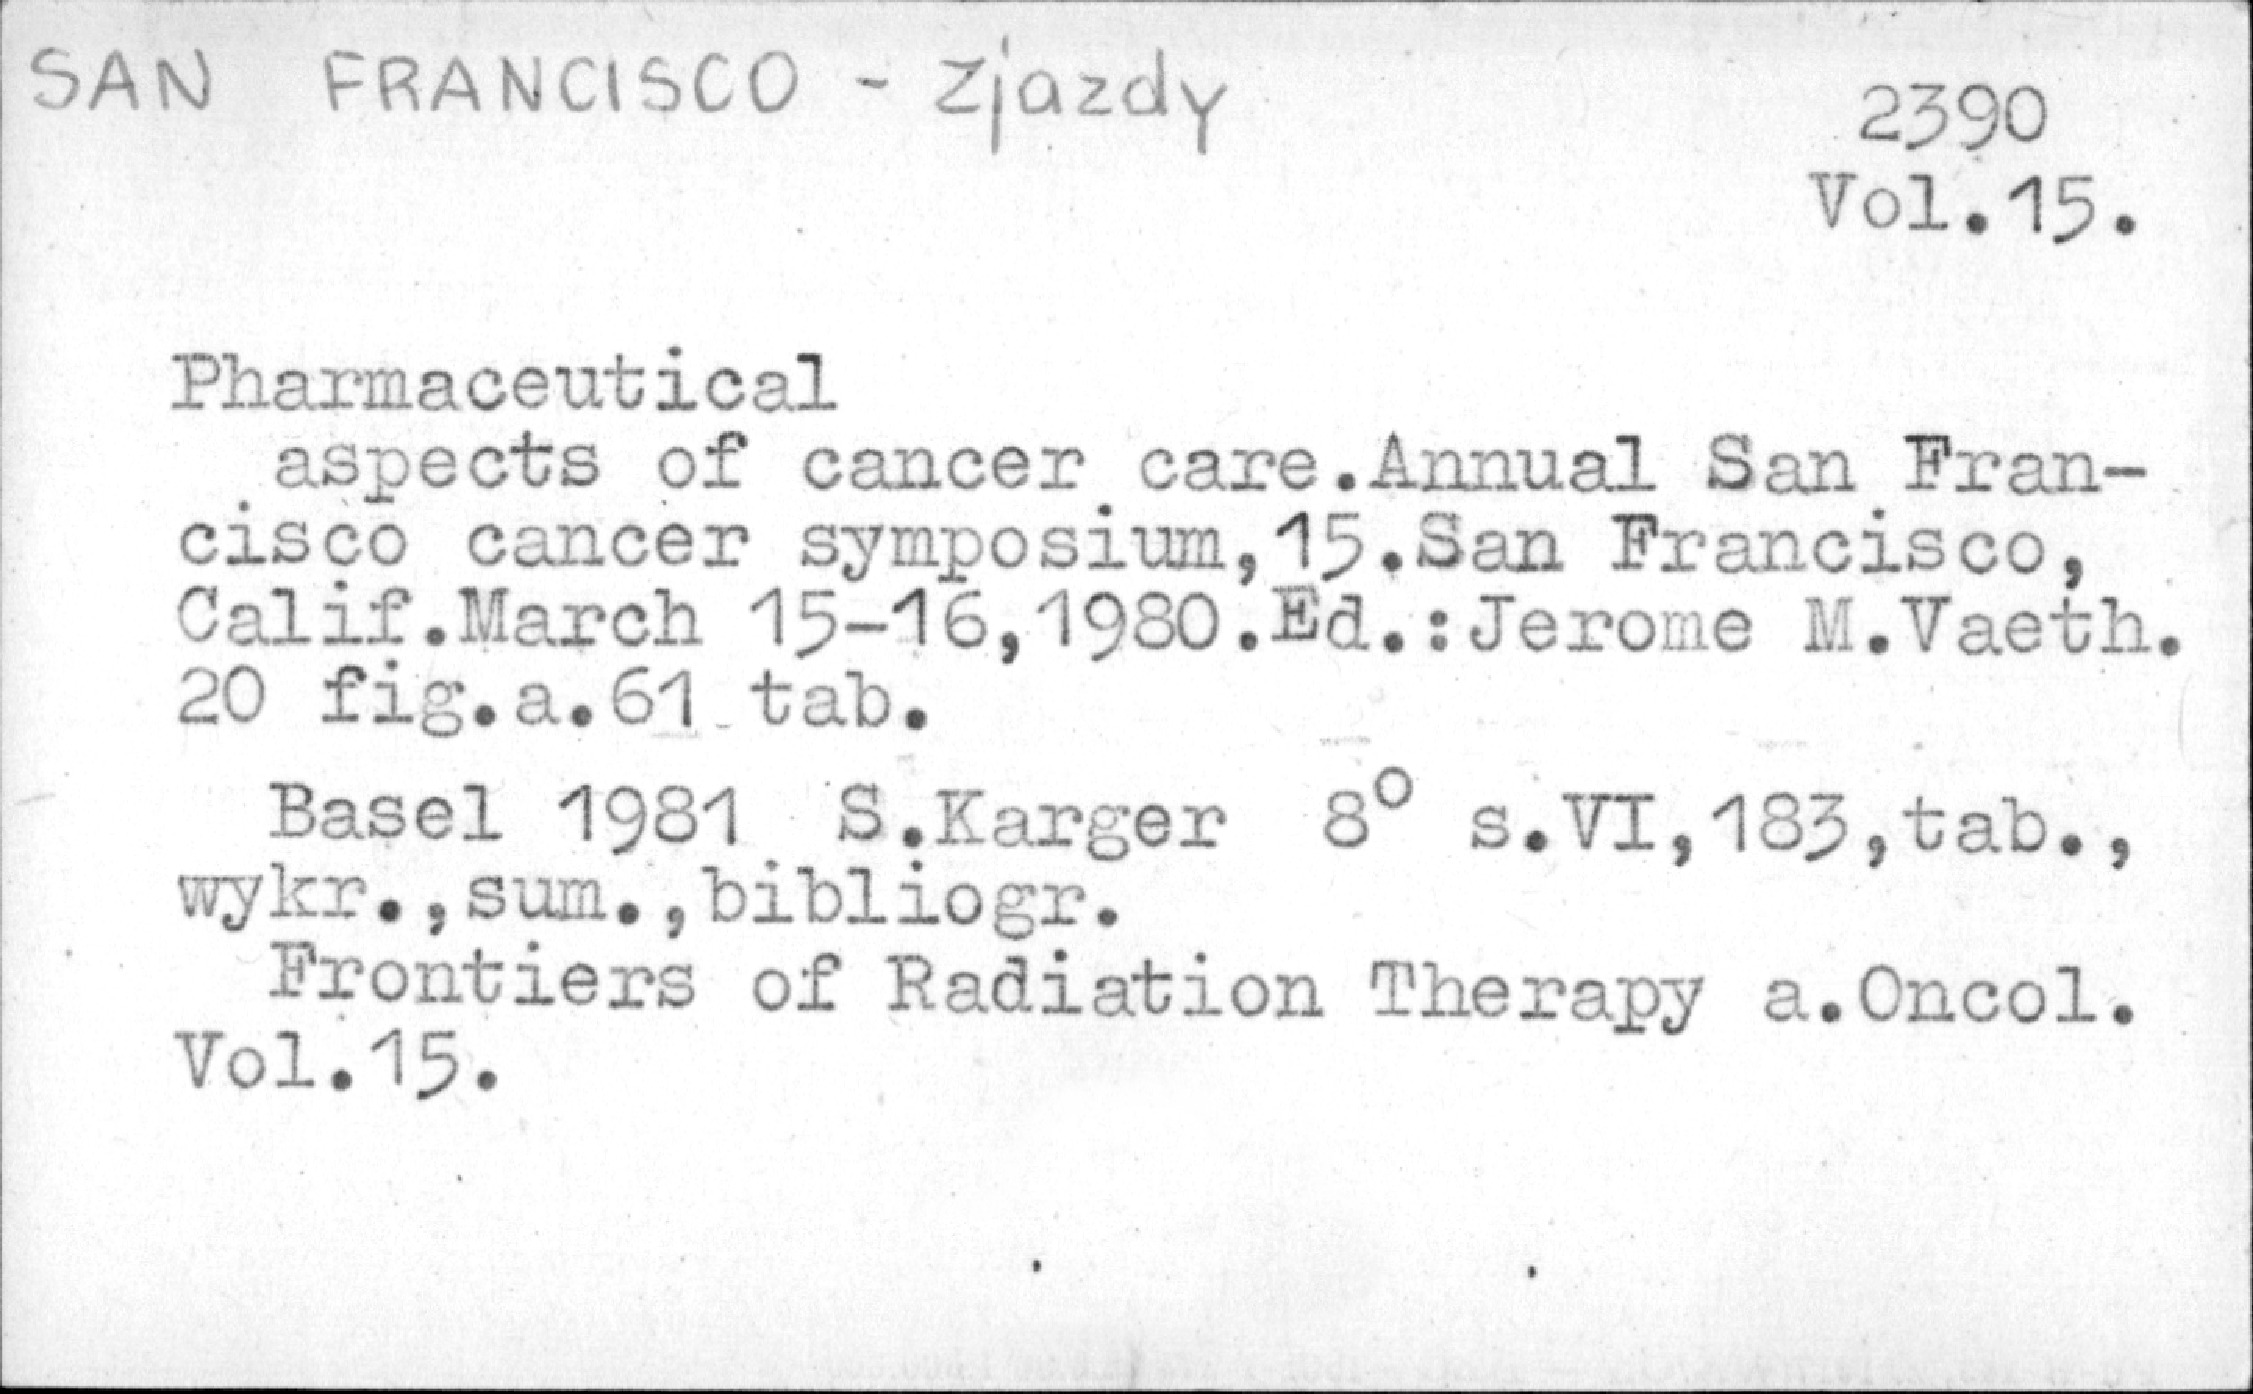 SAN FRANCISCO - Zjazdy
2390
Vol.15.
Pharmaceutical
aspects of cancer care.Annual San Fran-
cisco cancer symposium,15.San Francisco,
Calif.March 15-16,1980.Ed.:Jerome M.Vaeth.
20 fig.a.61 tab.
Basel 1981 S.Karger 8° s.VI,183,tab.,
wykr.,sum.,bibliogr.
Frontiers of Radiation Therapy a.Oncol.
Vol.15.